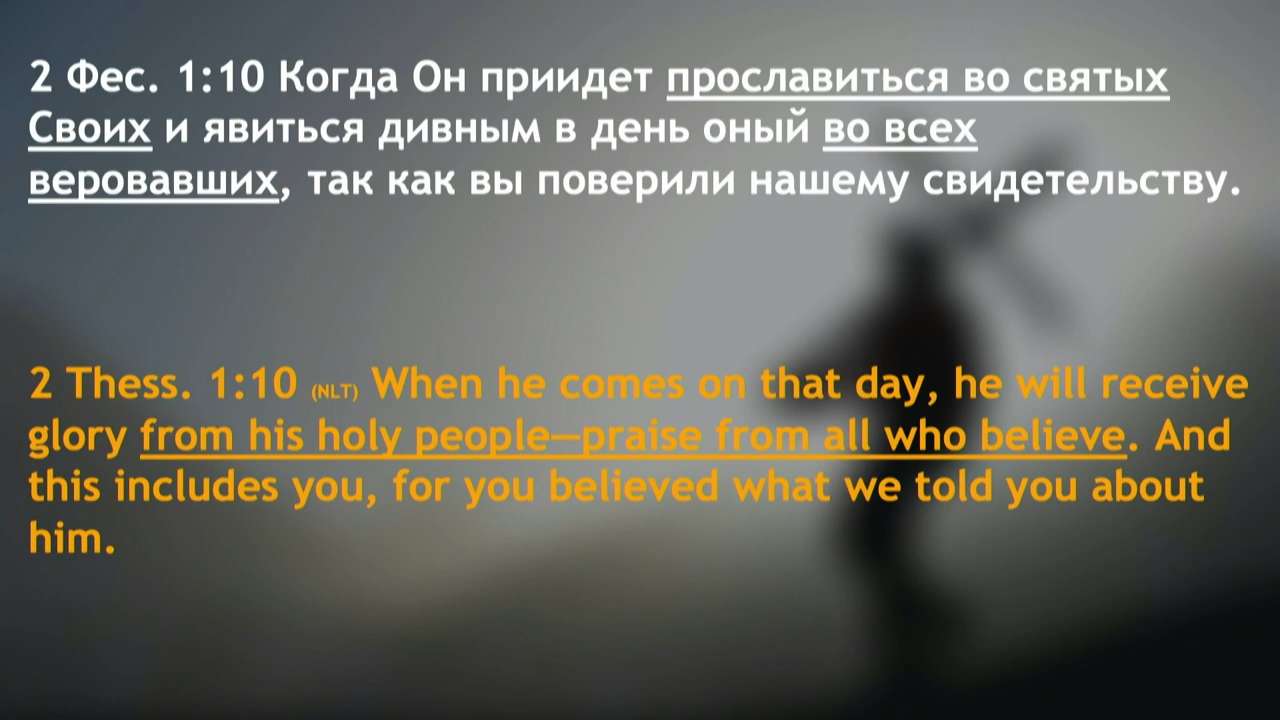 2 Фес. 1:10 Когда Он приидет прославиться во святых
Своих и явиться дивным в день оный во всех
веровавших, так как вы поверили нашему свидетельству.
2 Thess. 1:10 (NLT) When he comes on that day, he will receive
glory from his holy people—praise from all who believe. And
this includes you, for you believed what we told you about
him.